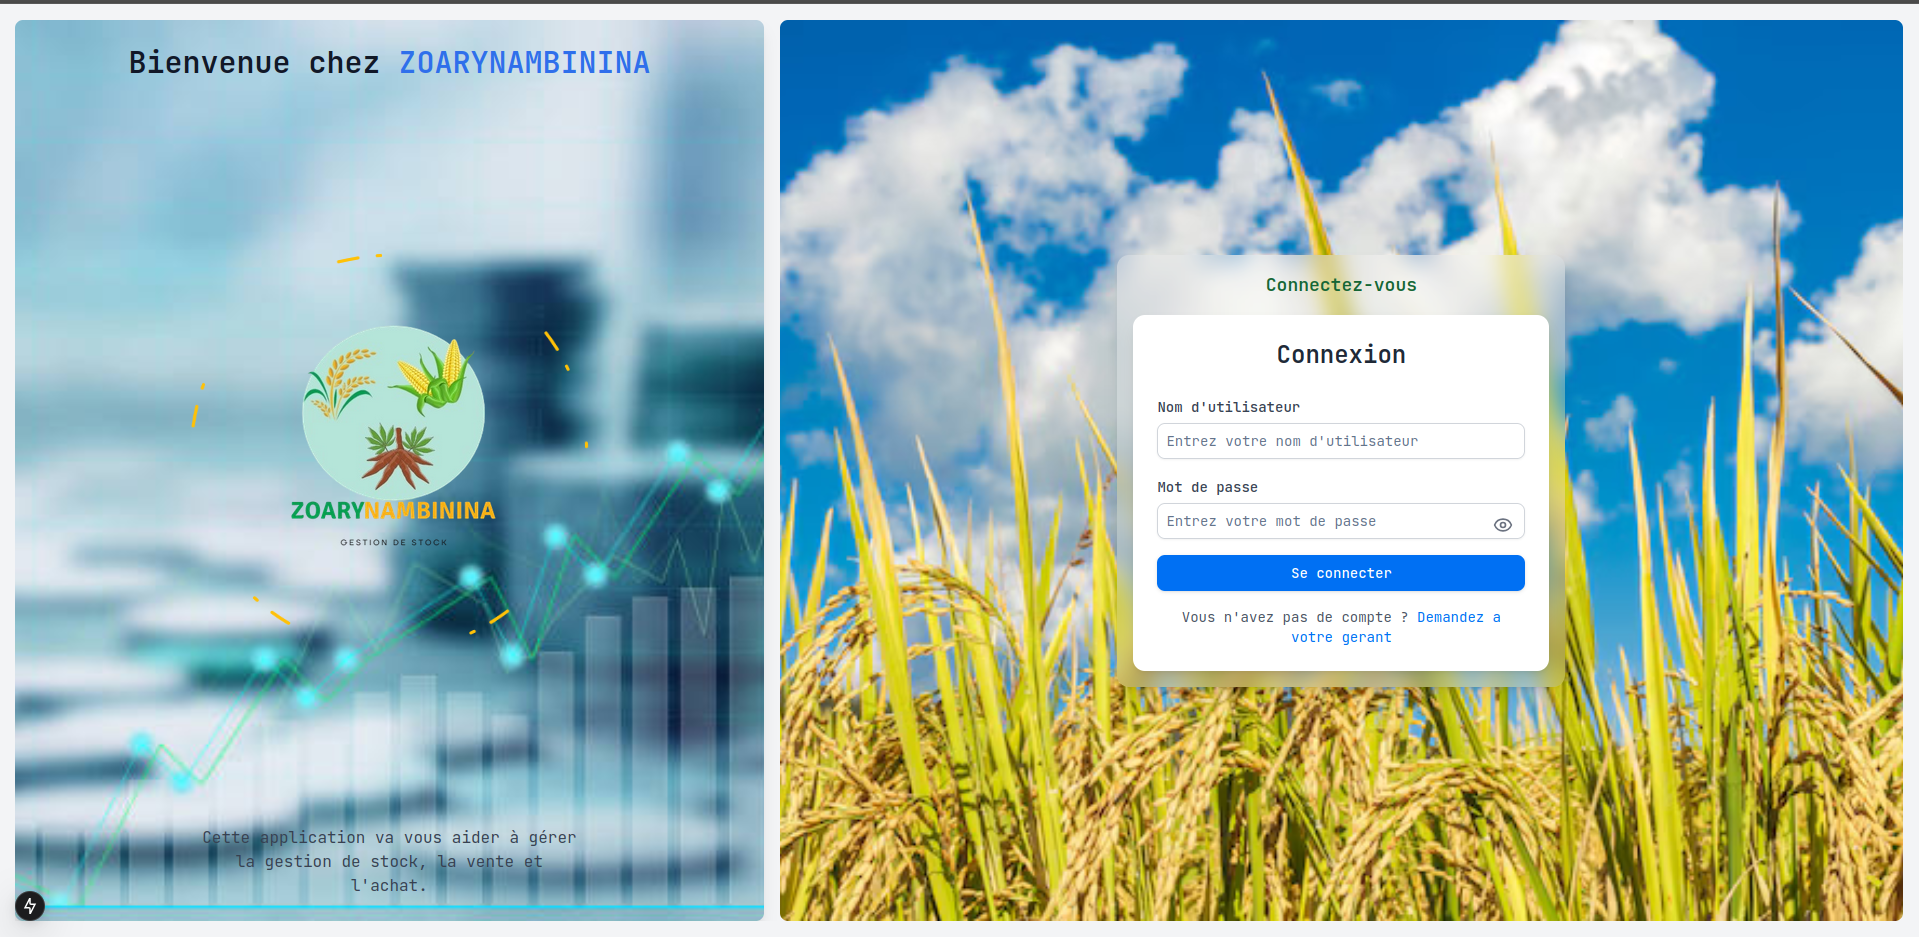 Bienvenue chez ZOARYNAMBININA
ZOARYNAMBININA
GESTION DE STOCK
Cette application va vous aider à gérer
la gestion de stock, la vente et
l'achat.
Connectez-vous
Connexion
Nom d'utilisateur
Entrez votre nom d'utilisateur
Mot de passe
Entrez votre mot de passe
Se connecter
Vous n'avez pas de compte ? Demandez a
votre gerant